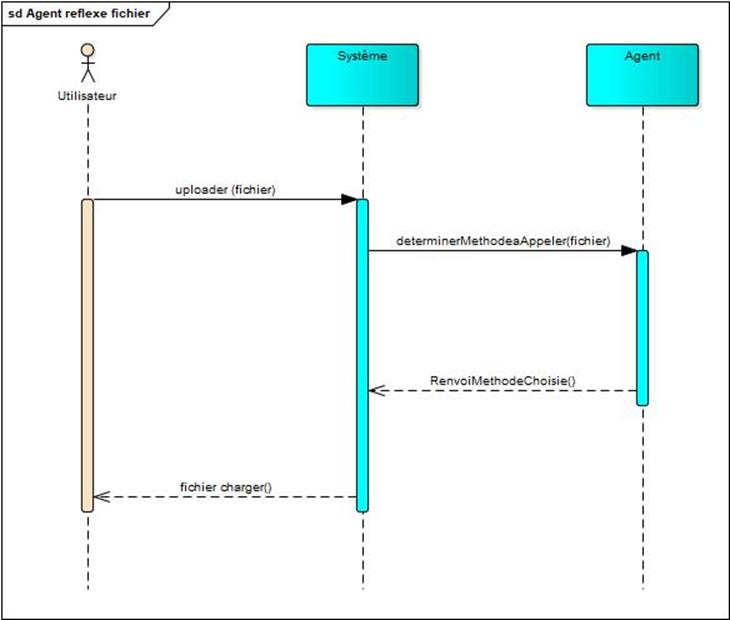 sd Agent reflexe fichier
Utilisateur
Système
Agent
uploader (fichier)
determinerMethodeaAppeler(fichier)
RenvoiMethodeChoisie()
fichier charger()